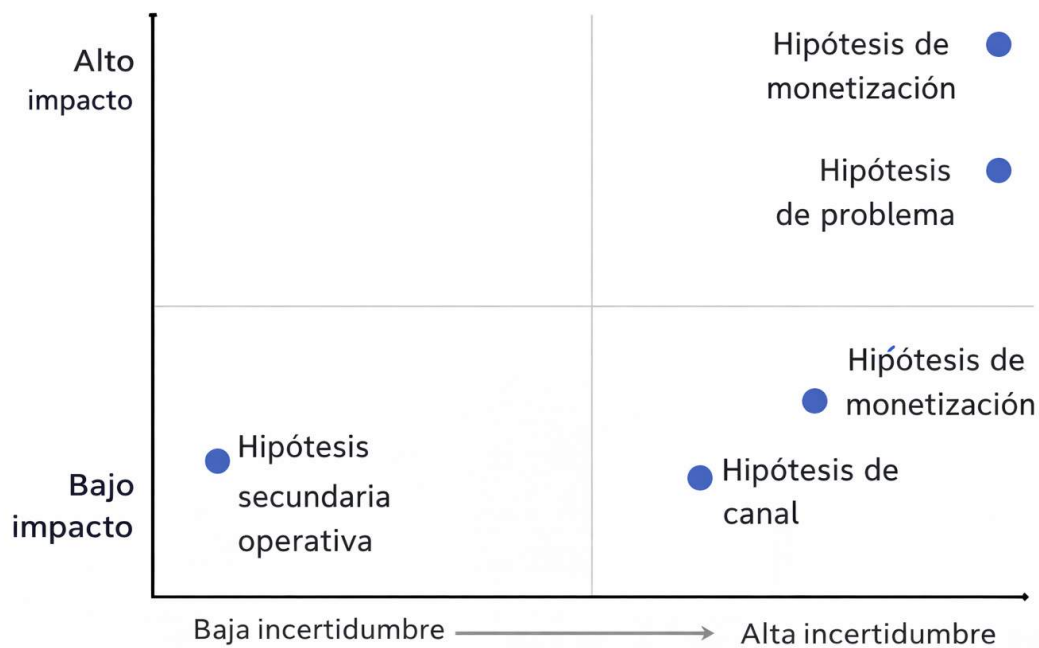 Alto
impacto
Hipótesis de
monetización
Hipótesis
de problema
Hipótesis de
monetización
Hipótesis
secundaria
operativa
Hipótesis de
canal
Bajo
impacto
Baja incertidumbre
Alta incertidumbre